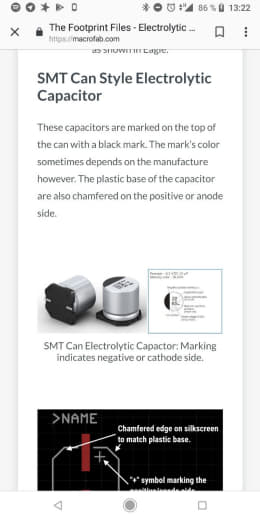 86 % 13:22
The Footprint Files - Electrolytic ...
https://macrofab.com
as shown in Eagle.
SMT Can Style Electrolytic
Capacitor
These capacitors are marked on the top of
the can with a black mark. The mark's color
sometimes depends on the manufacture
however. The plastic base of the capacitor
are also chamfered on the positive or anode
side.
SMT Can Electrolytic Capactor: Marking
indicates negative or cathode side.
>NAME
Chamfered edge on silkscreen
to match plastic base.
+
"+" symbol marking the